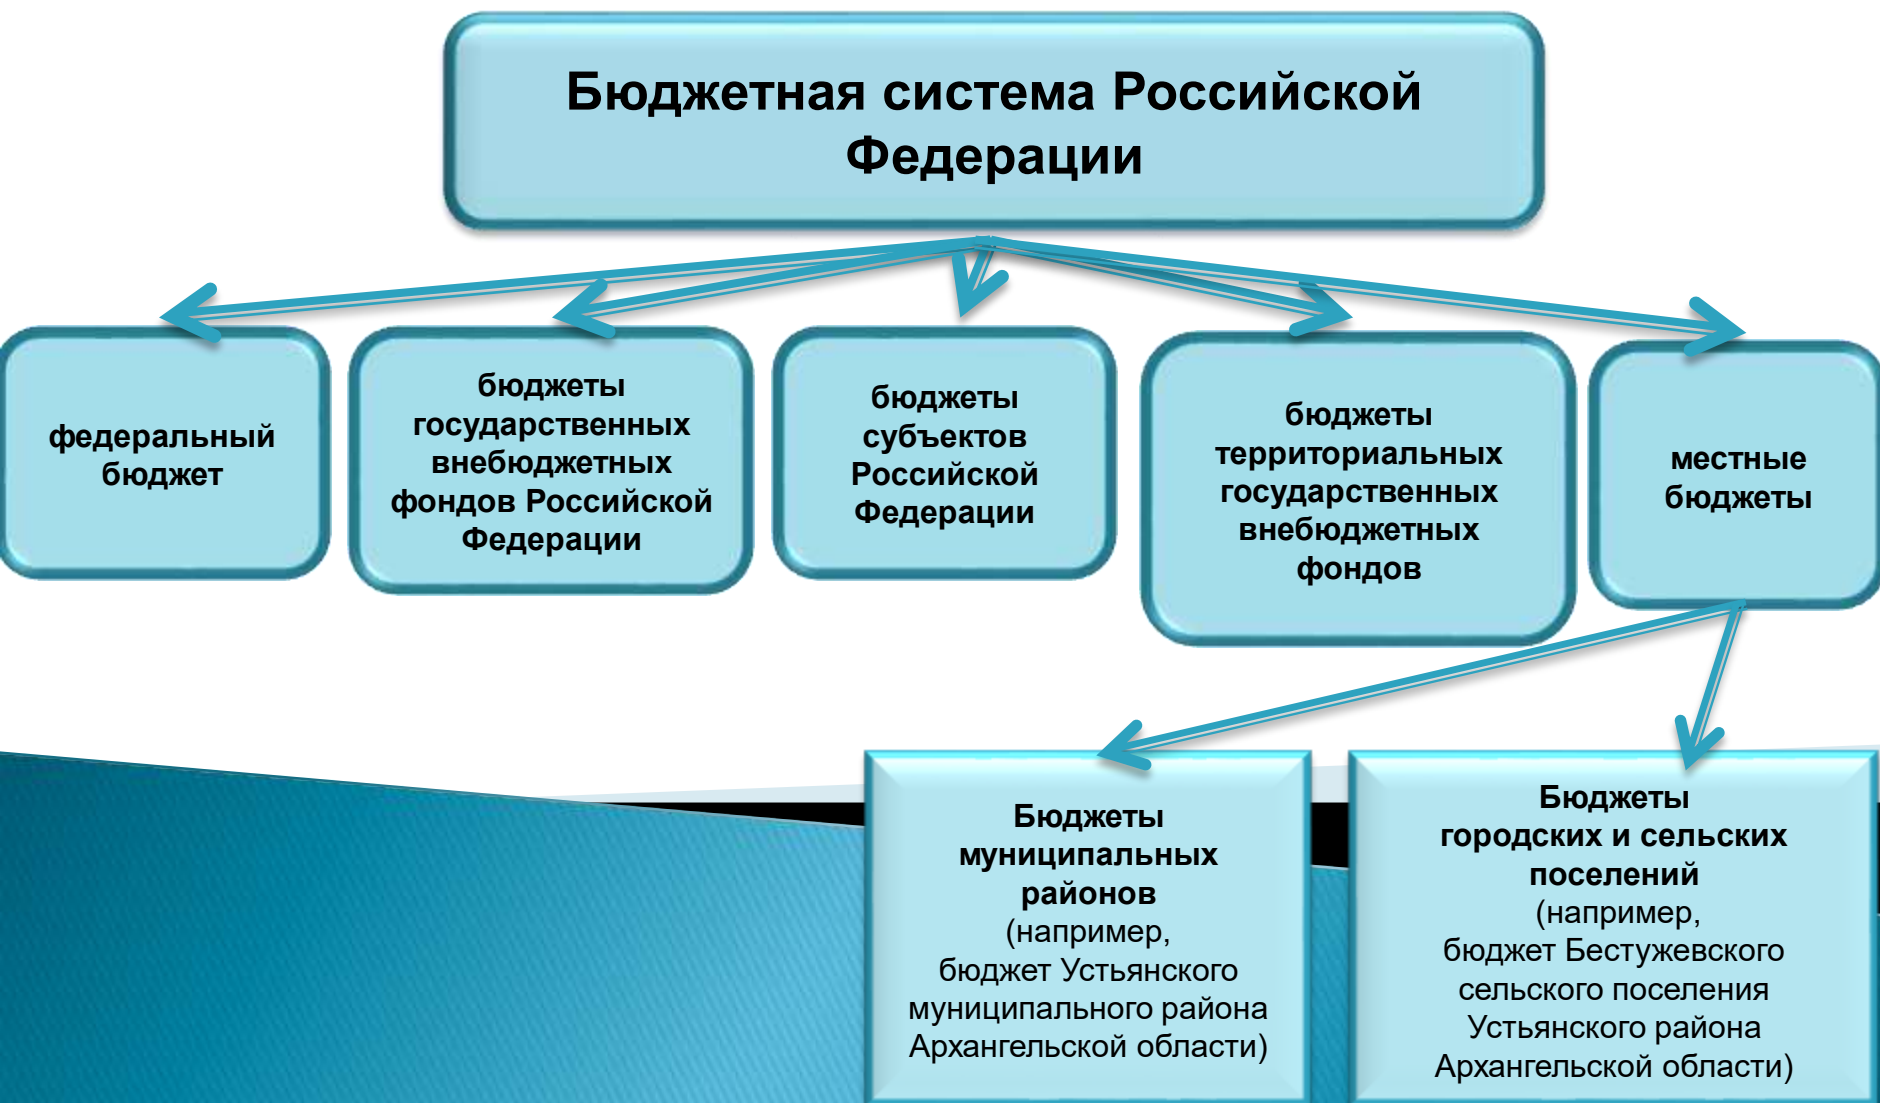 Бюджетная система Российской
Федерации
федеральный
бюджет
бюджеты
государственных
внебюджетных
фондов Российской
Федерации
бюджеты
субъектов
Российской
Федерации
бюджеты
территориальных
государственных
внебюджетных
фондов
местные
бюджеты
Бюджеты
муниципальных
районов
(например,
бюджет Устьянского
муниципального района
Архангельской области)
Бюджеты
городских и сельских
поселений
(например,
бюджет Бестужевского
сельского поселения
Устьянского района
Архангельской области)